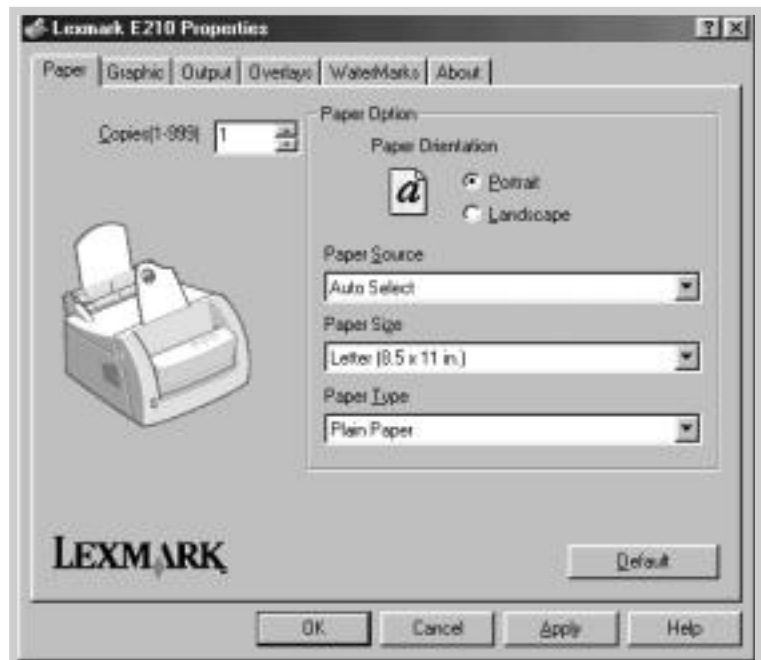 Lexmark E210 Properties
Paper Graphic Output Overlays WaterMarks About
Copies(1-999) 1
Paper Option
Paper Orientation
a
Portrait
Landscape
Paper Source
Auto Select
Paper Size
Letter (8.5 x 11 in.)
Paper Type
Plain Paper
LEXMARK
Default
OK Cancel Apply Help